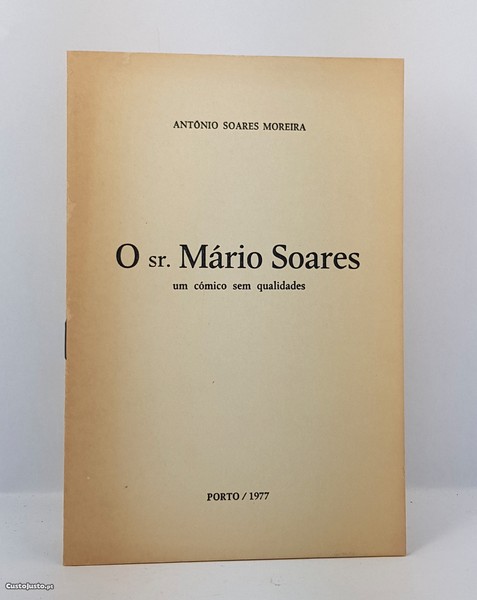 ANTÓNIO SOARES MOREIRA
O sr. Mário Soares
um cómico sem qualidades
PORTO / 1977
CustoJusto.pt